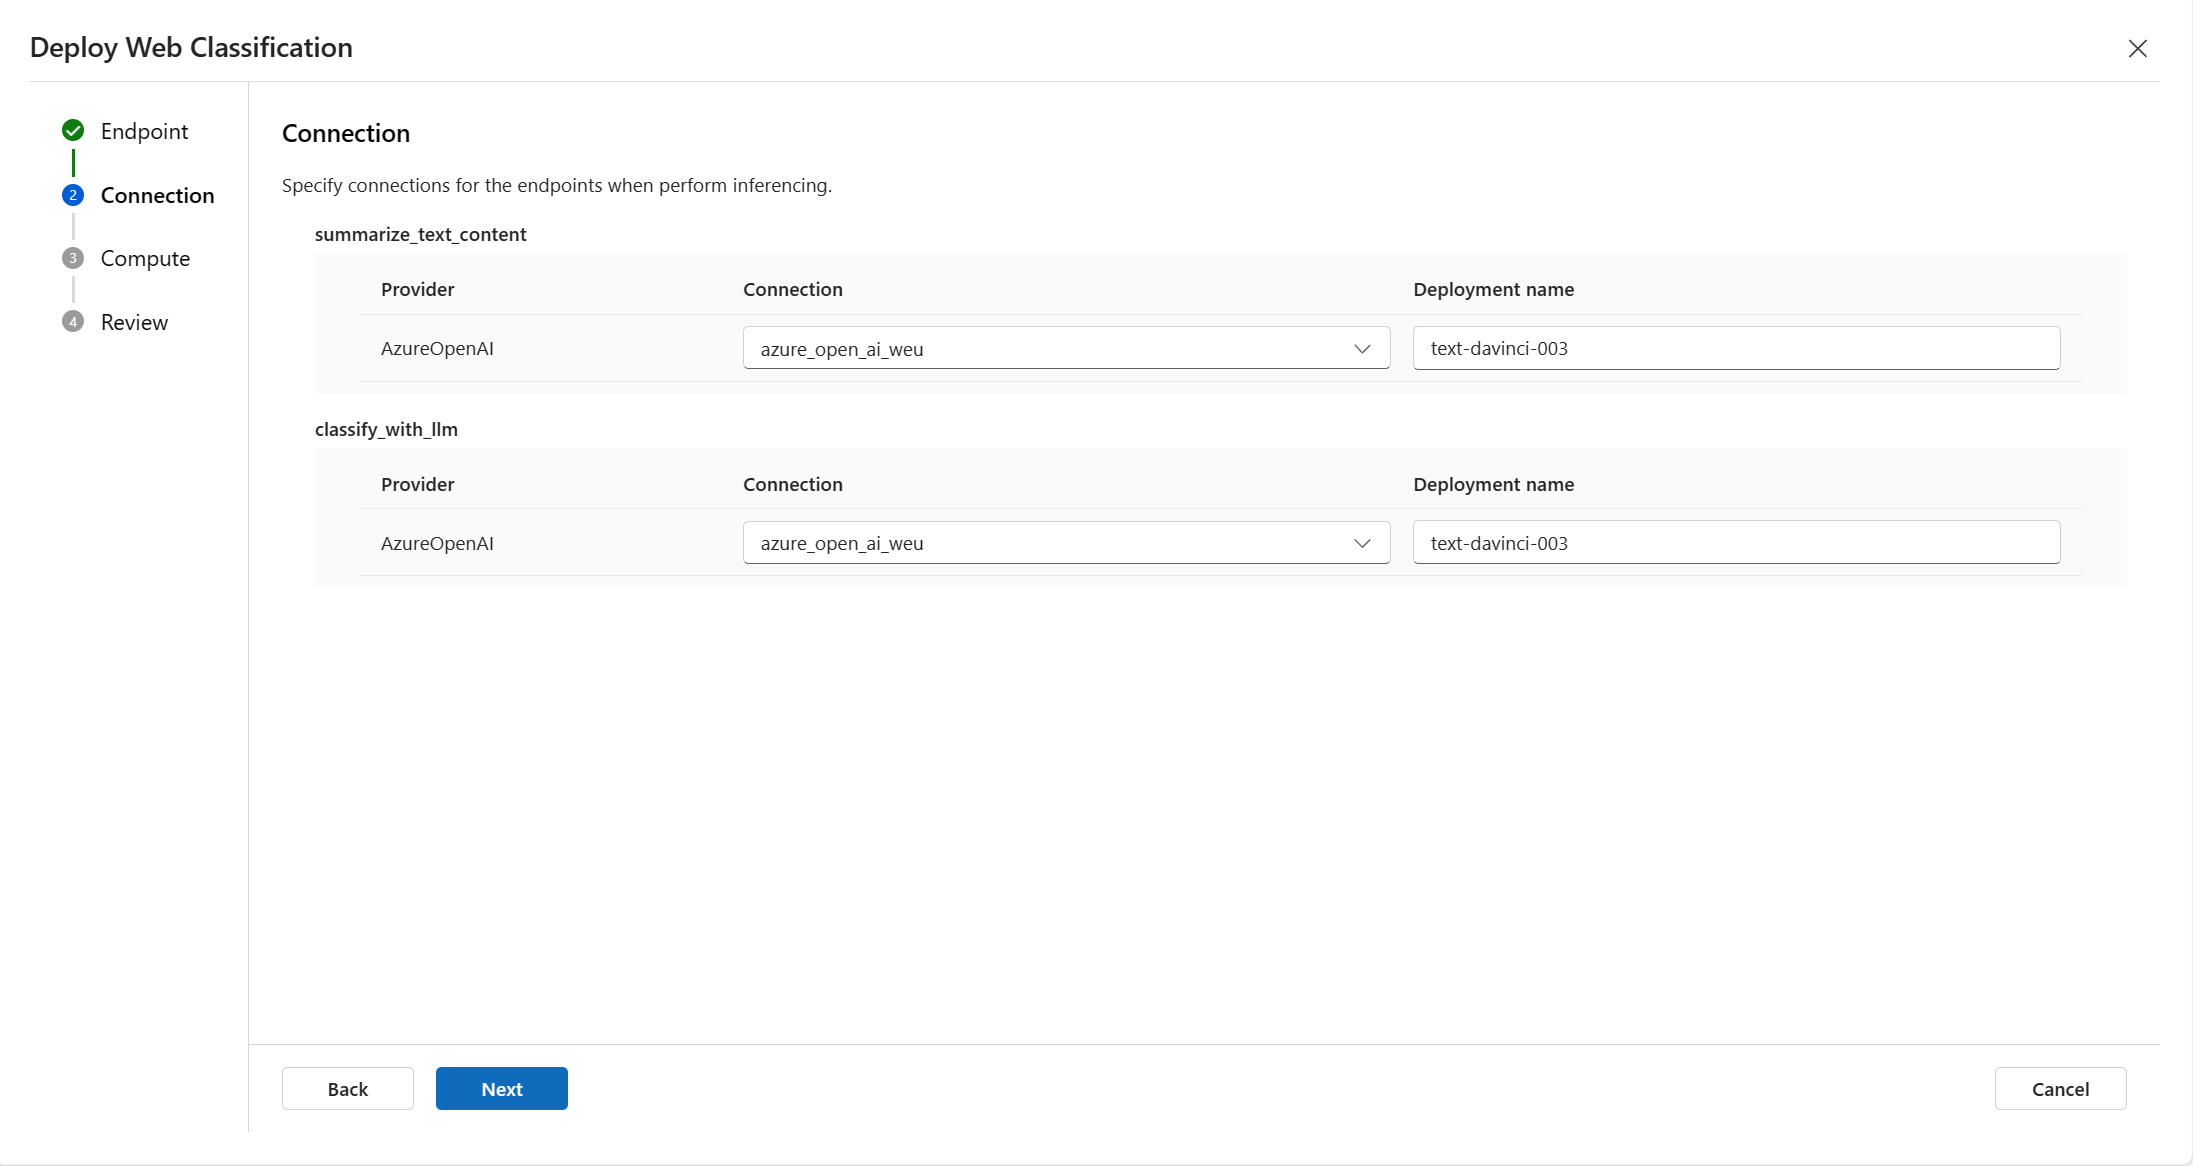 Deploy Web Classification
Endpoint
2 Connection
3 Compute
4 Review
Connection
Specify connections for the endpoints when perform inferencing.
summarize_text_content
Provider Connection Deployment name
AzureOpenAI azure_open_ai_weu text-davinci-003
classify_with_llm
Provider Connection Deployment name
AzureOpenAI azure_open_ai_weu text-davinci-003
Back Next Cancel